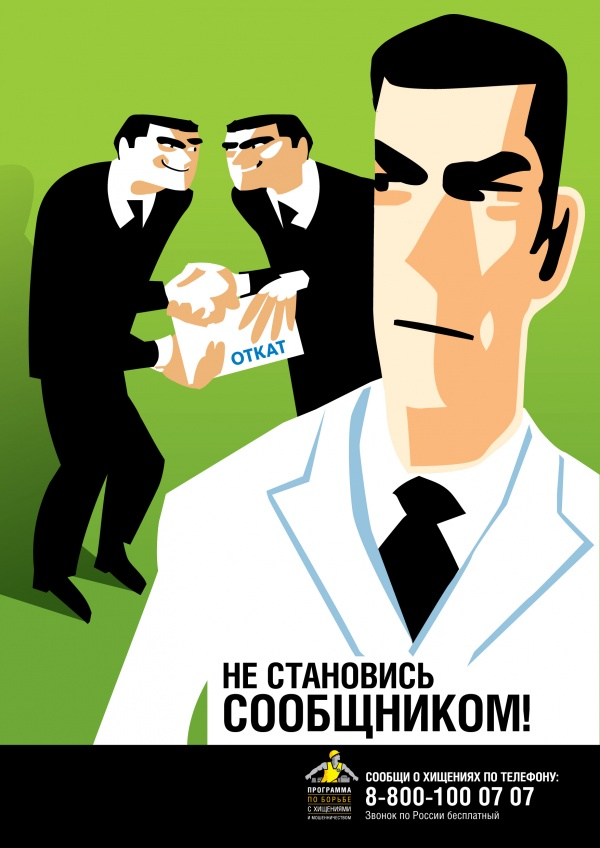 ОТКАТ
НЕ СТАНОВИСЬ
СООБЩНИКОМ!
ПРОГРАММА
ПО БОРЬБЕ
С ХИЩЕНИЯМИ
И МОШЕННИЧЕСТВОМ
СООБЩИ О ХИЩЕНИЯХ ПО ТЕЛЕФОНУ:
8-800-100 07 07
Звонок по России бесплатный